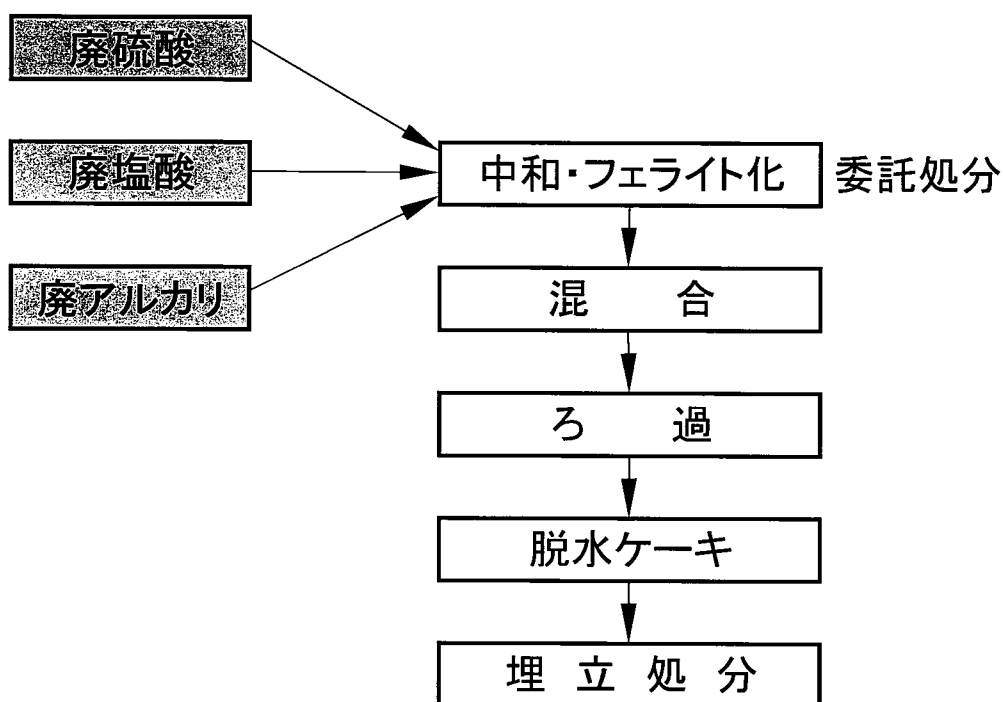 廃硫酸
廃塩酸
廃アルカリ
中和・フェライト化
委託処分
混合
ろ過
脱水ケーキ
埋立処分